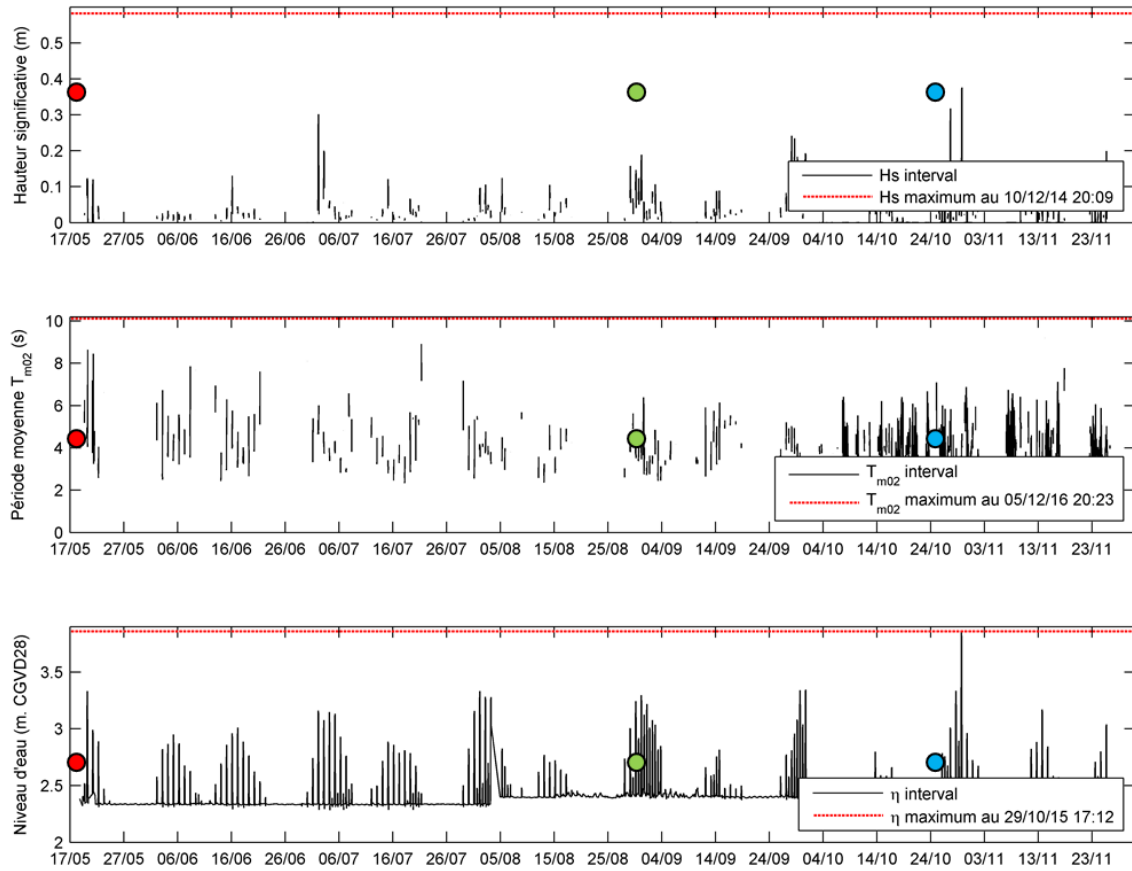 Hauteur significative (m)
0.5
0.4
0.3
0.2
0.1
0
Hs interval
Hs maximum au 10/12/14 20:09
17/05 27/05 06/06 16/06 26/06 06/07 16/07 26/07 05/08 15/08 25/08 04/09 14/09 24/09 04/10 14/10 24/10 03/11 13/11 23/11
Période moyenne Tm02 (s)
10
8
6
4
2
0
Tm02 interval
Tm02 maximum au 05/12/16 20:23
17/05 27/05 06/06 16/06 26/06 06/07 16/07 26/07 05/08 15/08 25/08 04/09 14/09 24/09 04/10 14/10 24/10 03/11 13/11 23/11
Niveau d'eau (m. CGVD28)
3.5
3
2.5
2
η interval
η maximum au 29/10/15 17:12
17/05 27/05 06/06 16/06 26/06 06/07 16/07 26/07 05/08 15/08 25/08 04/09 14/09 24/09 04/10 14/10 24/10 03/11 13/11 23/11